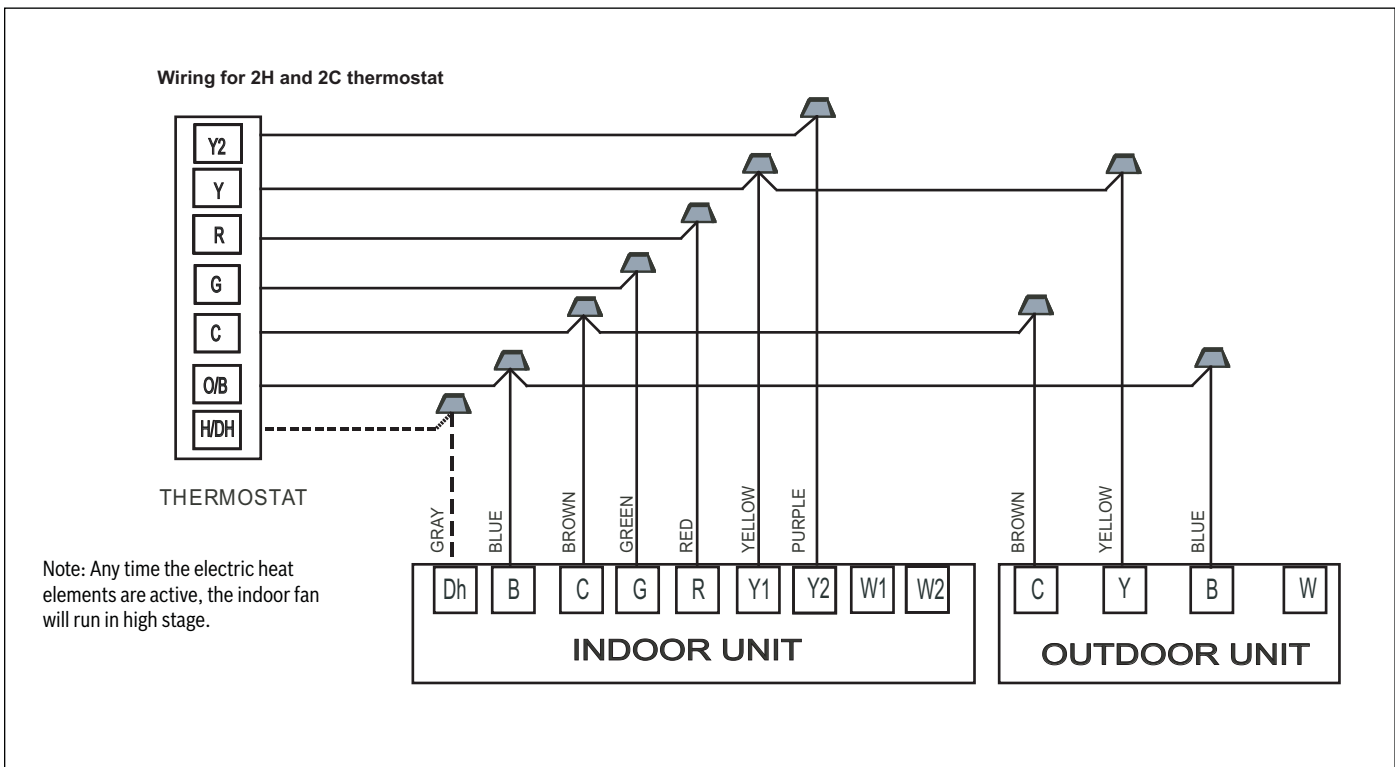 Wiring for 2H and 2C thermostat
Y2
Y
R
G
C
O/B
H/DH
THERMOSTAT
Note: Any time the electric heat
elements are active, the indoor fan
will run in high stage.
GRAY
BLUE
BROWN
GREEN
RED
YELLOW
PURPLE
BROWN
YELLOW
BLUE
Dh B C G R Y1 Y2 W1 W2
INDOOR UNIT
C Y B W
OUTDOOR UNIT